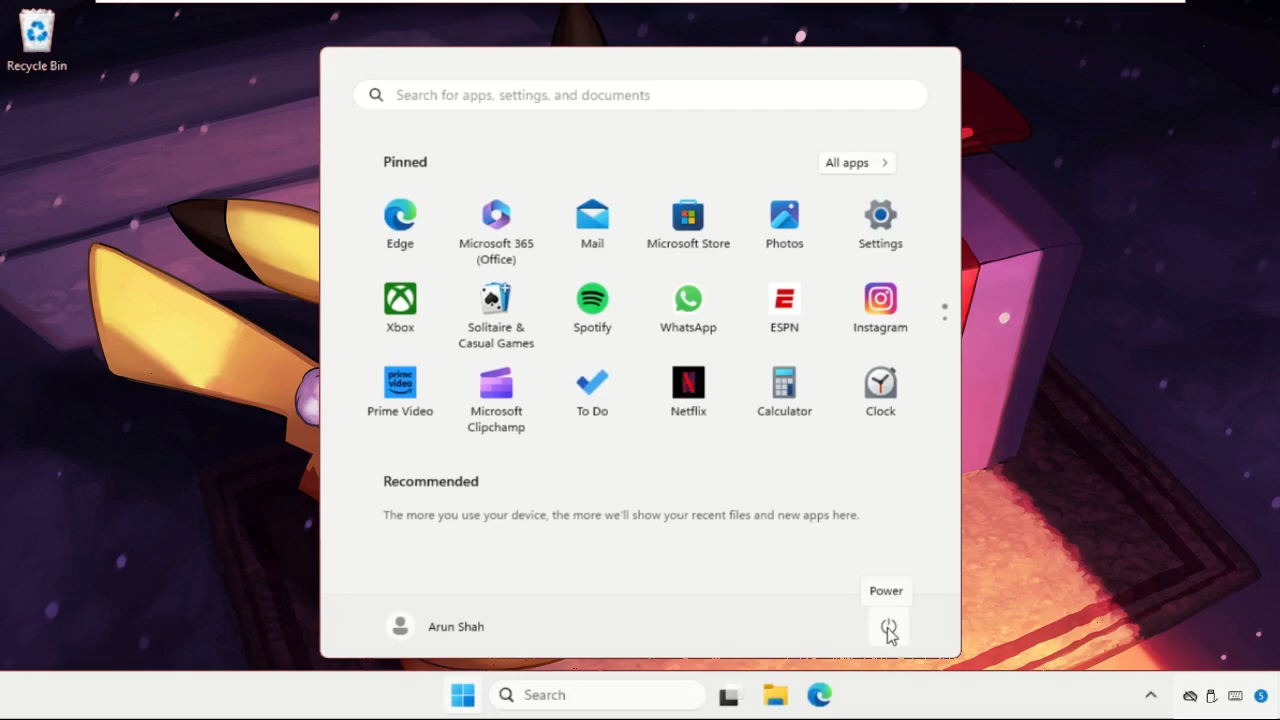 Recycle Bin
Search for apps, settings, and documents
Pinned
All apps
Edge
Microsoft 365
(Office)
Mail
Microsoft Store
Photos
Settings
Xbox
Solitaire &
Casual Games
Spotify
WhatsApp
ESPN
Instagram
prime
video
Prime Video
Microsoft
Clipchamp
To Do
Netflix
Calculator
Clock
Recommended
The more you use your device, the more we'll show your recent files and new apps here.
Power
Arun Shah
Search
5